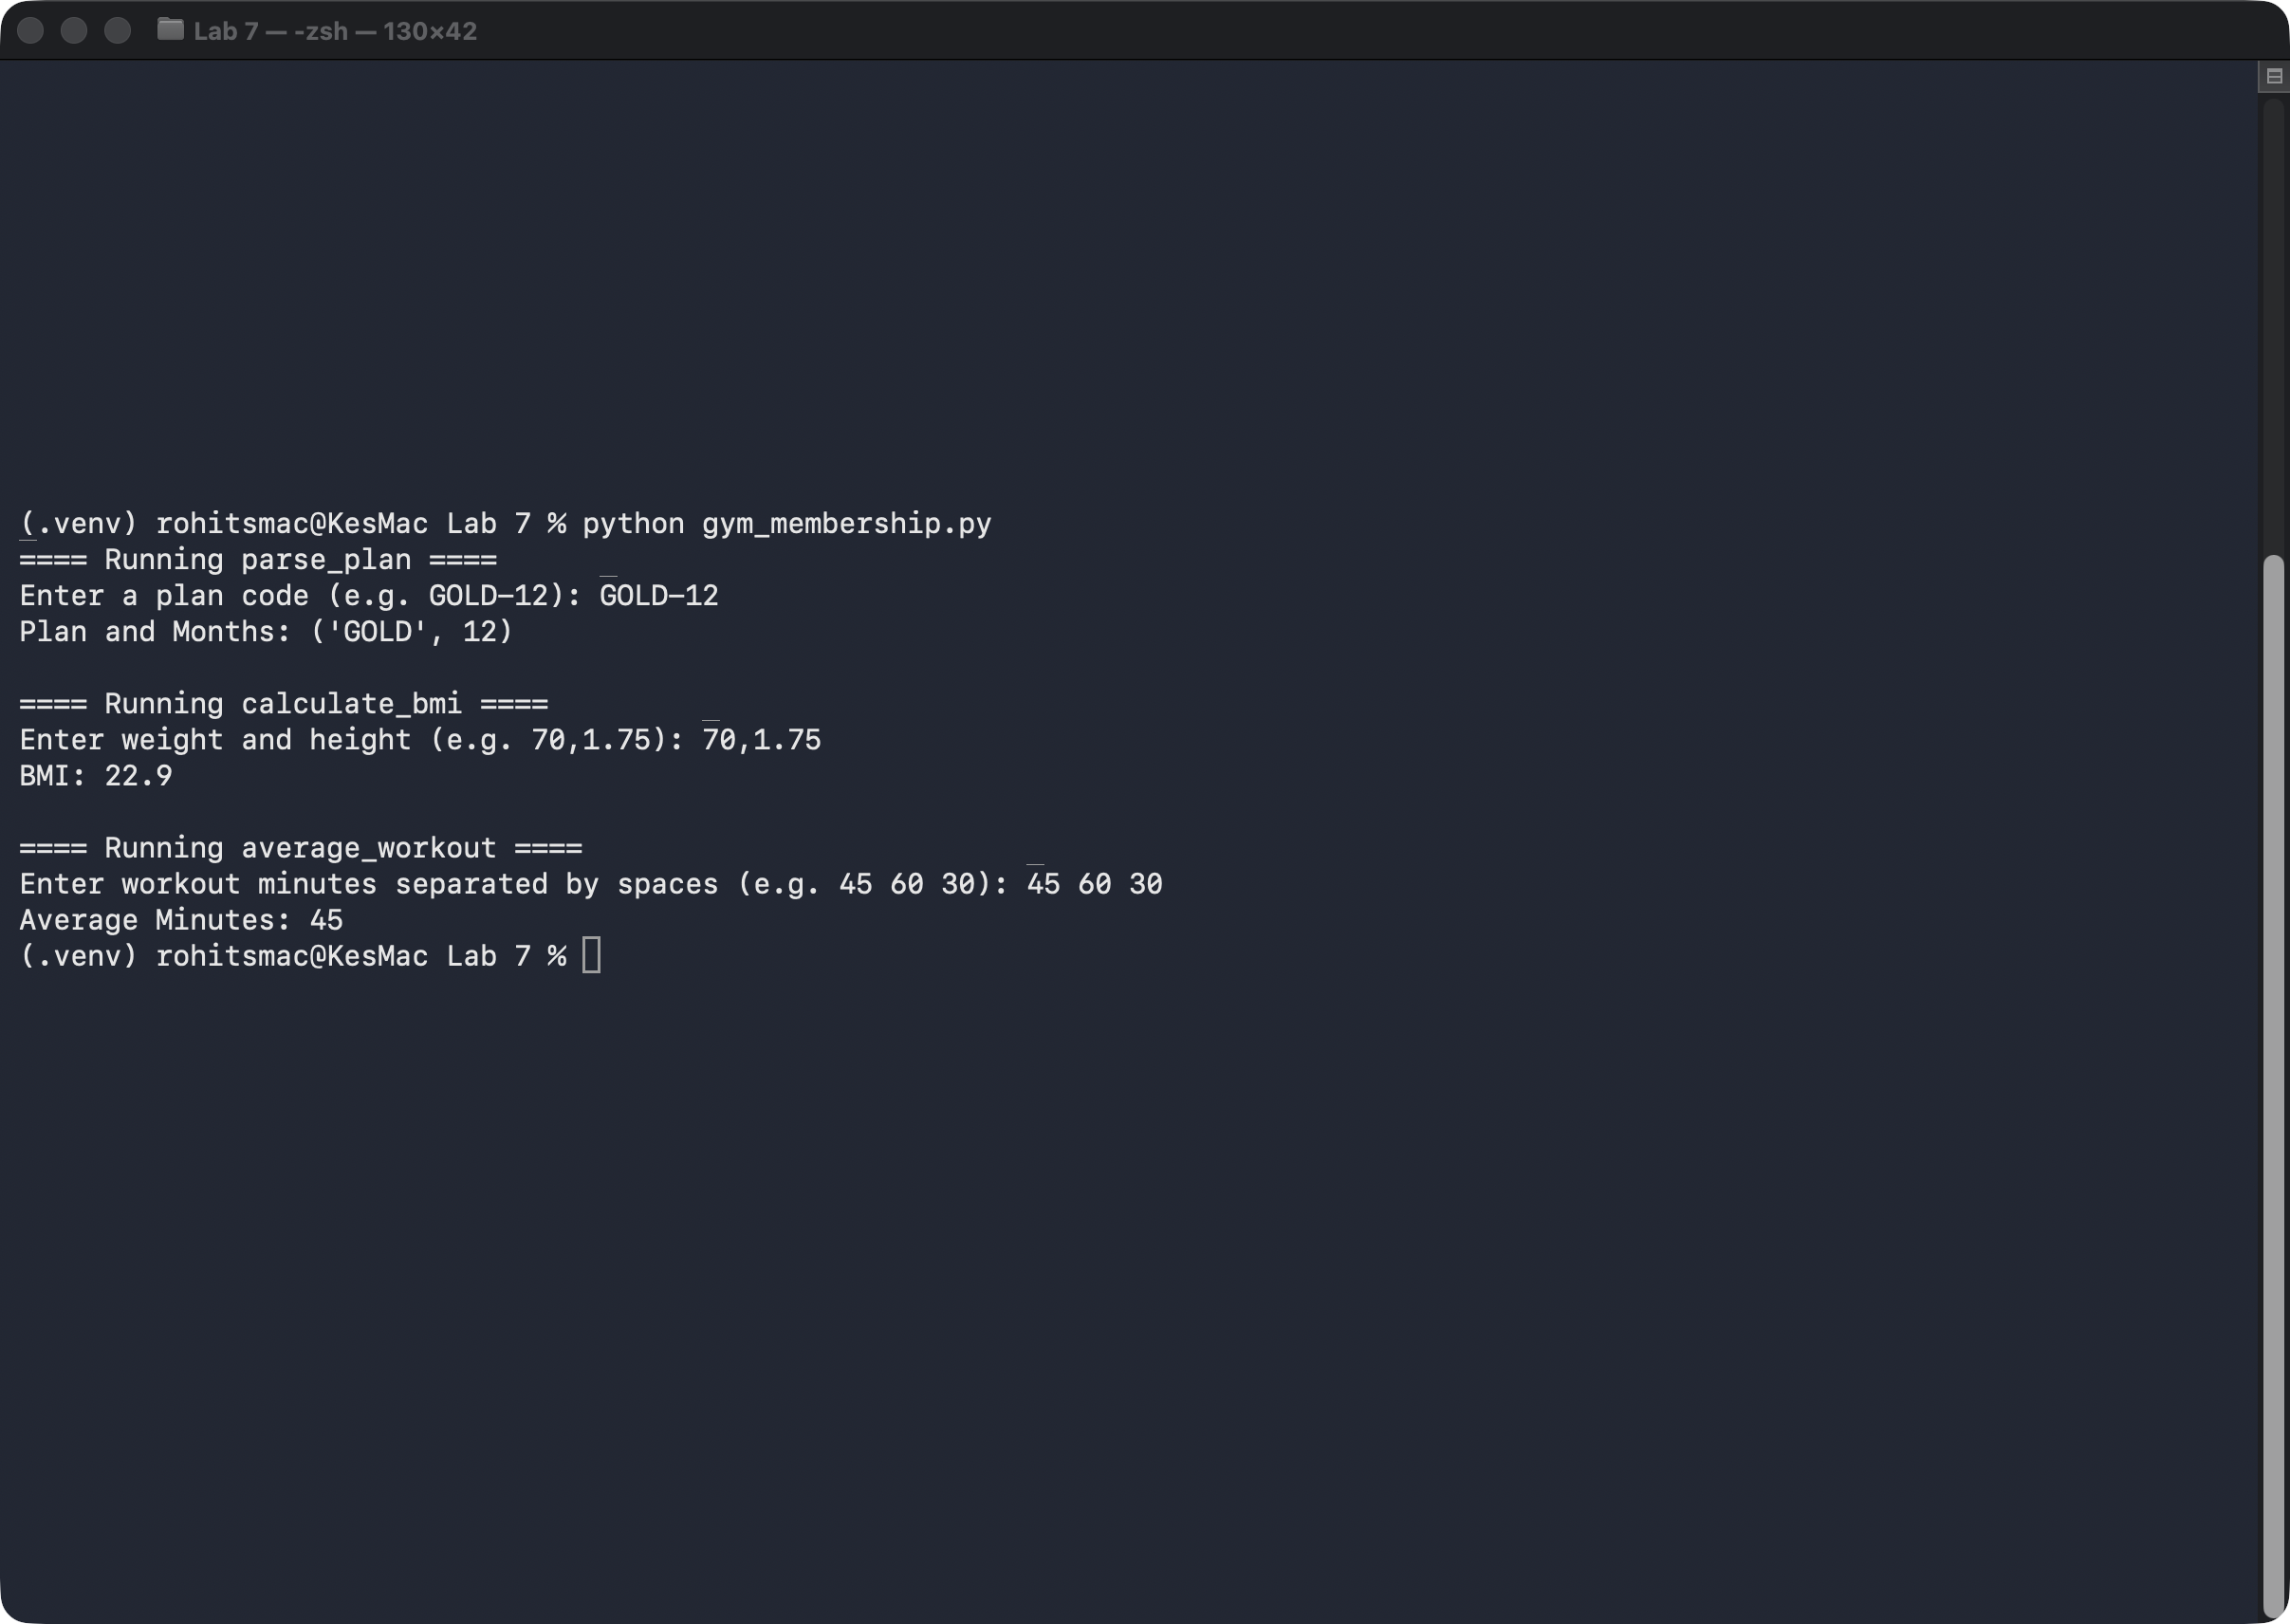 Lab 7 — -zsh — 130×42
(.venv) rohitsmac@KesMac Lab 7 % python gym_membership.py
==== Running parse_plan ====
Enter a plan code (e.g. GOLD-12): GOLD-12
Plan and Months: ('GOLD', 12)
==== Running calculate_bmi ====
Enter weight and height (e.g. 70,1.75): 70,1.75
BMI: 22.9
==== Running average_workout ====
Enter workout minutes separated by spaces (e.g. 45 60 30): 45 60 30
Average Minutes: 45
(.venv) rohitsmac@KesMac Lab 7 %